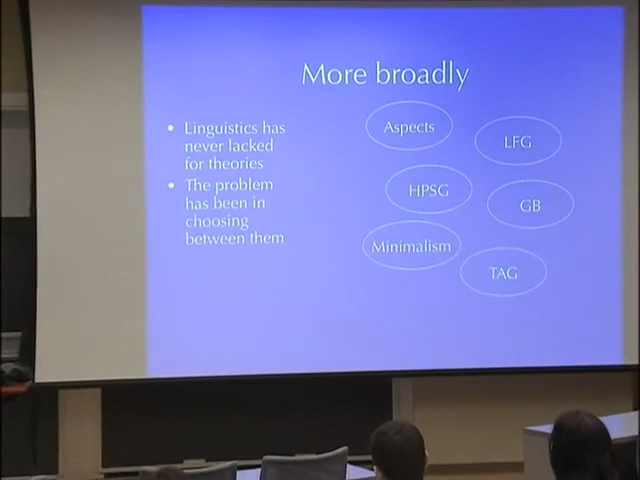 More broadly
• Linguistics has
never lacked
for theories
• The problem
has been in
choosing
between them
Aspects
LFG
HPSG
GB
Minimalism
TAG